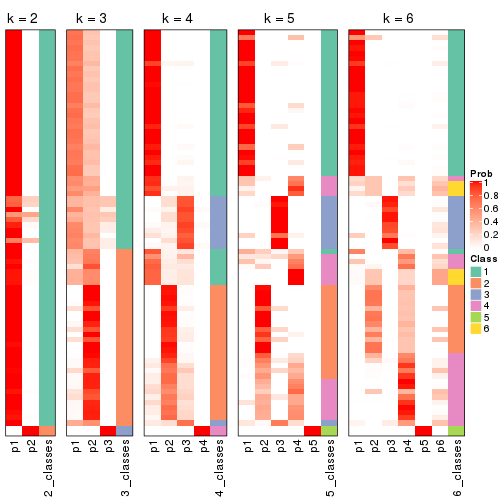 k = 2
k = 3
k = 4
k = 5
k = 6
Prob
1
0.8
0.6
0.4
0.2
0
Class
1
2
3
4
5
6
p1
p2
2_classes
p1
p2
p3
3_classes
p1
p2
p3
p4
4_classes
p1
p2
p3
p4
p5
5_classes
p1
p2
p3
p4
p5
p6
6_classes